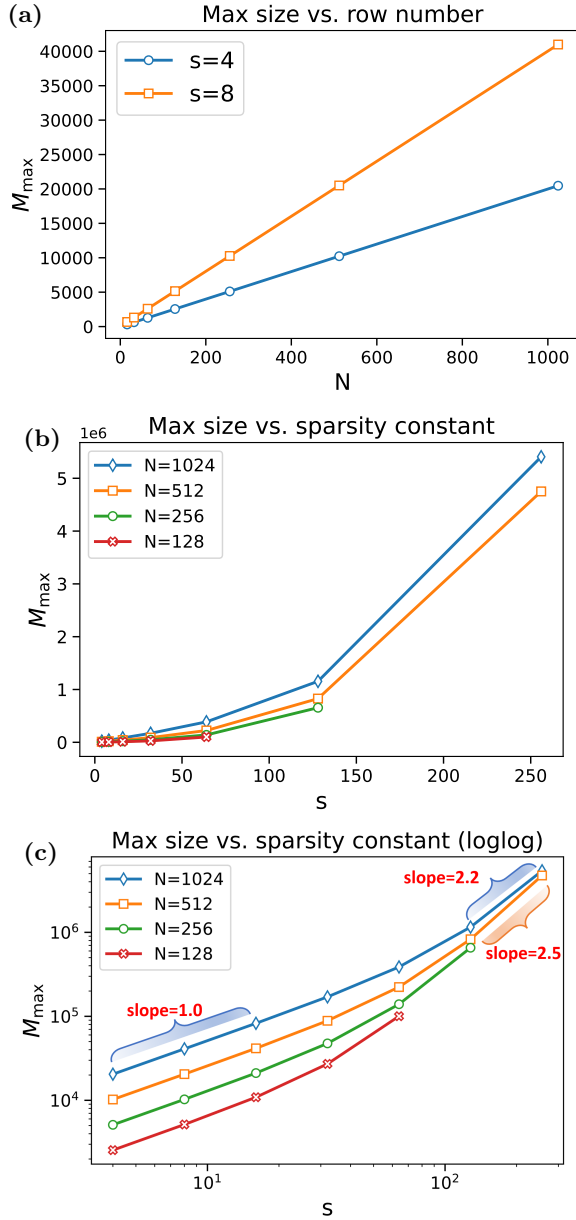 (a)
Max size vs. row number
s=4
s=8
40000
35000
30000
25000
20000
15000
10000
5000
0
M_max
0 200 400 600 800 1000
N
(b)
Max size vs. sparsity constant
1e6
N=1024
N=512
N=256
N=128
5
4
3
2
1
0
M_max
0 50 100 150 200 250
s
(c)
Max size vs. sparsity constant (loglog)
N=1024
N=512
N=256
N=128
slope=2.2
slope=2.5
slope=1.0
10^6
10^5
10^4
M_max
10^1 10^2
s